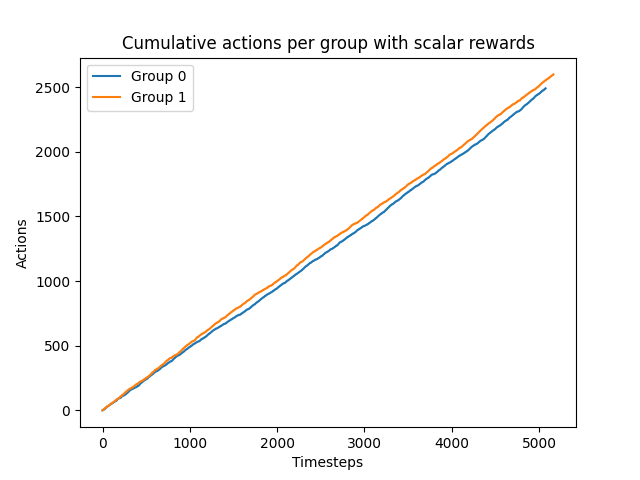 Cumulative actions per group with scalar rewards
Group 0
Group 1
2500
2000
1500
1000
500
0
Actions
0 1000 2000 3000 4000 5000
Timesteps